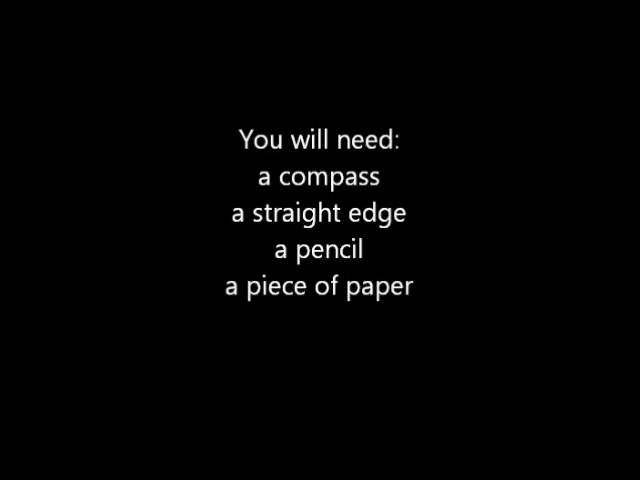 You will need:
a compass
a straight edge
a pencil
a piece of paper